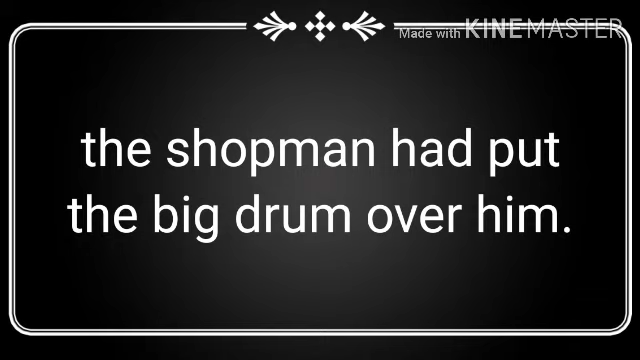 Made with KINEMASTER
the shopman had put
the big drum over him.